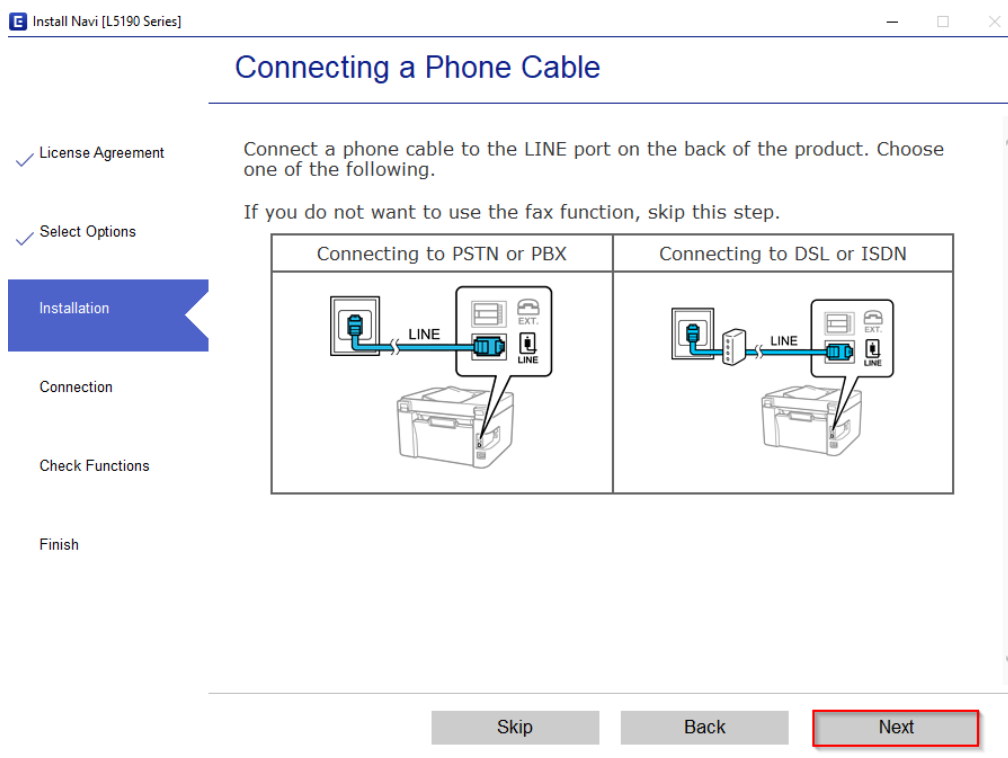 E Install Navi [L5190 Series]
Connecting a Phone Cable
License Agreement
Select Options
Installation
Connection
Check Functions
Finish
Connect a phone cable to the LINE port on the back of the product. Choose
one of the following.
If you do not want to use the fax function, skip this step.
Connecting to PSTN or PBX
Connecting to DSL or ISDN
LINE
EXT.
LINE
LINE
EXT.
LINE
Skip
Back
Next